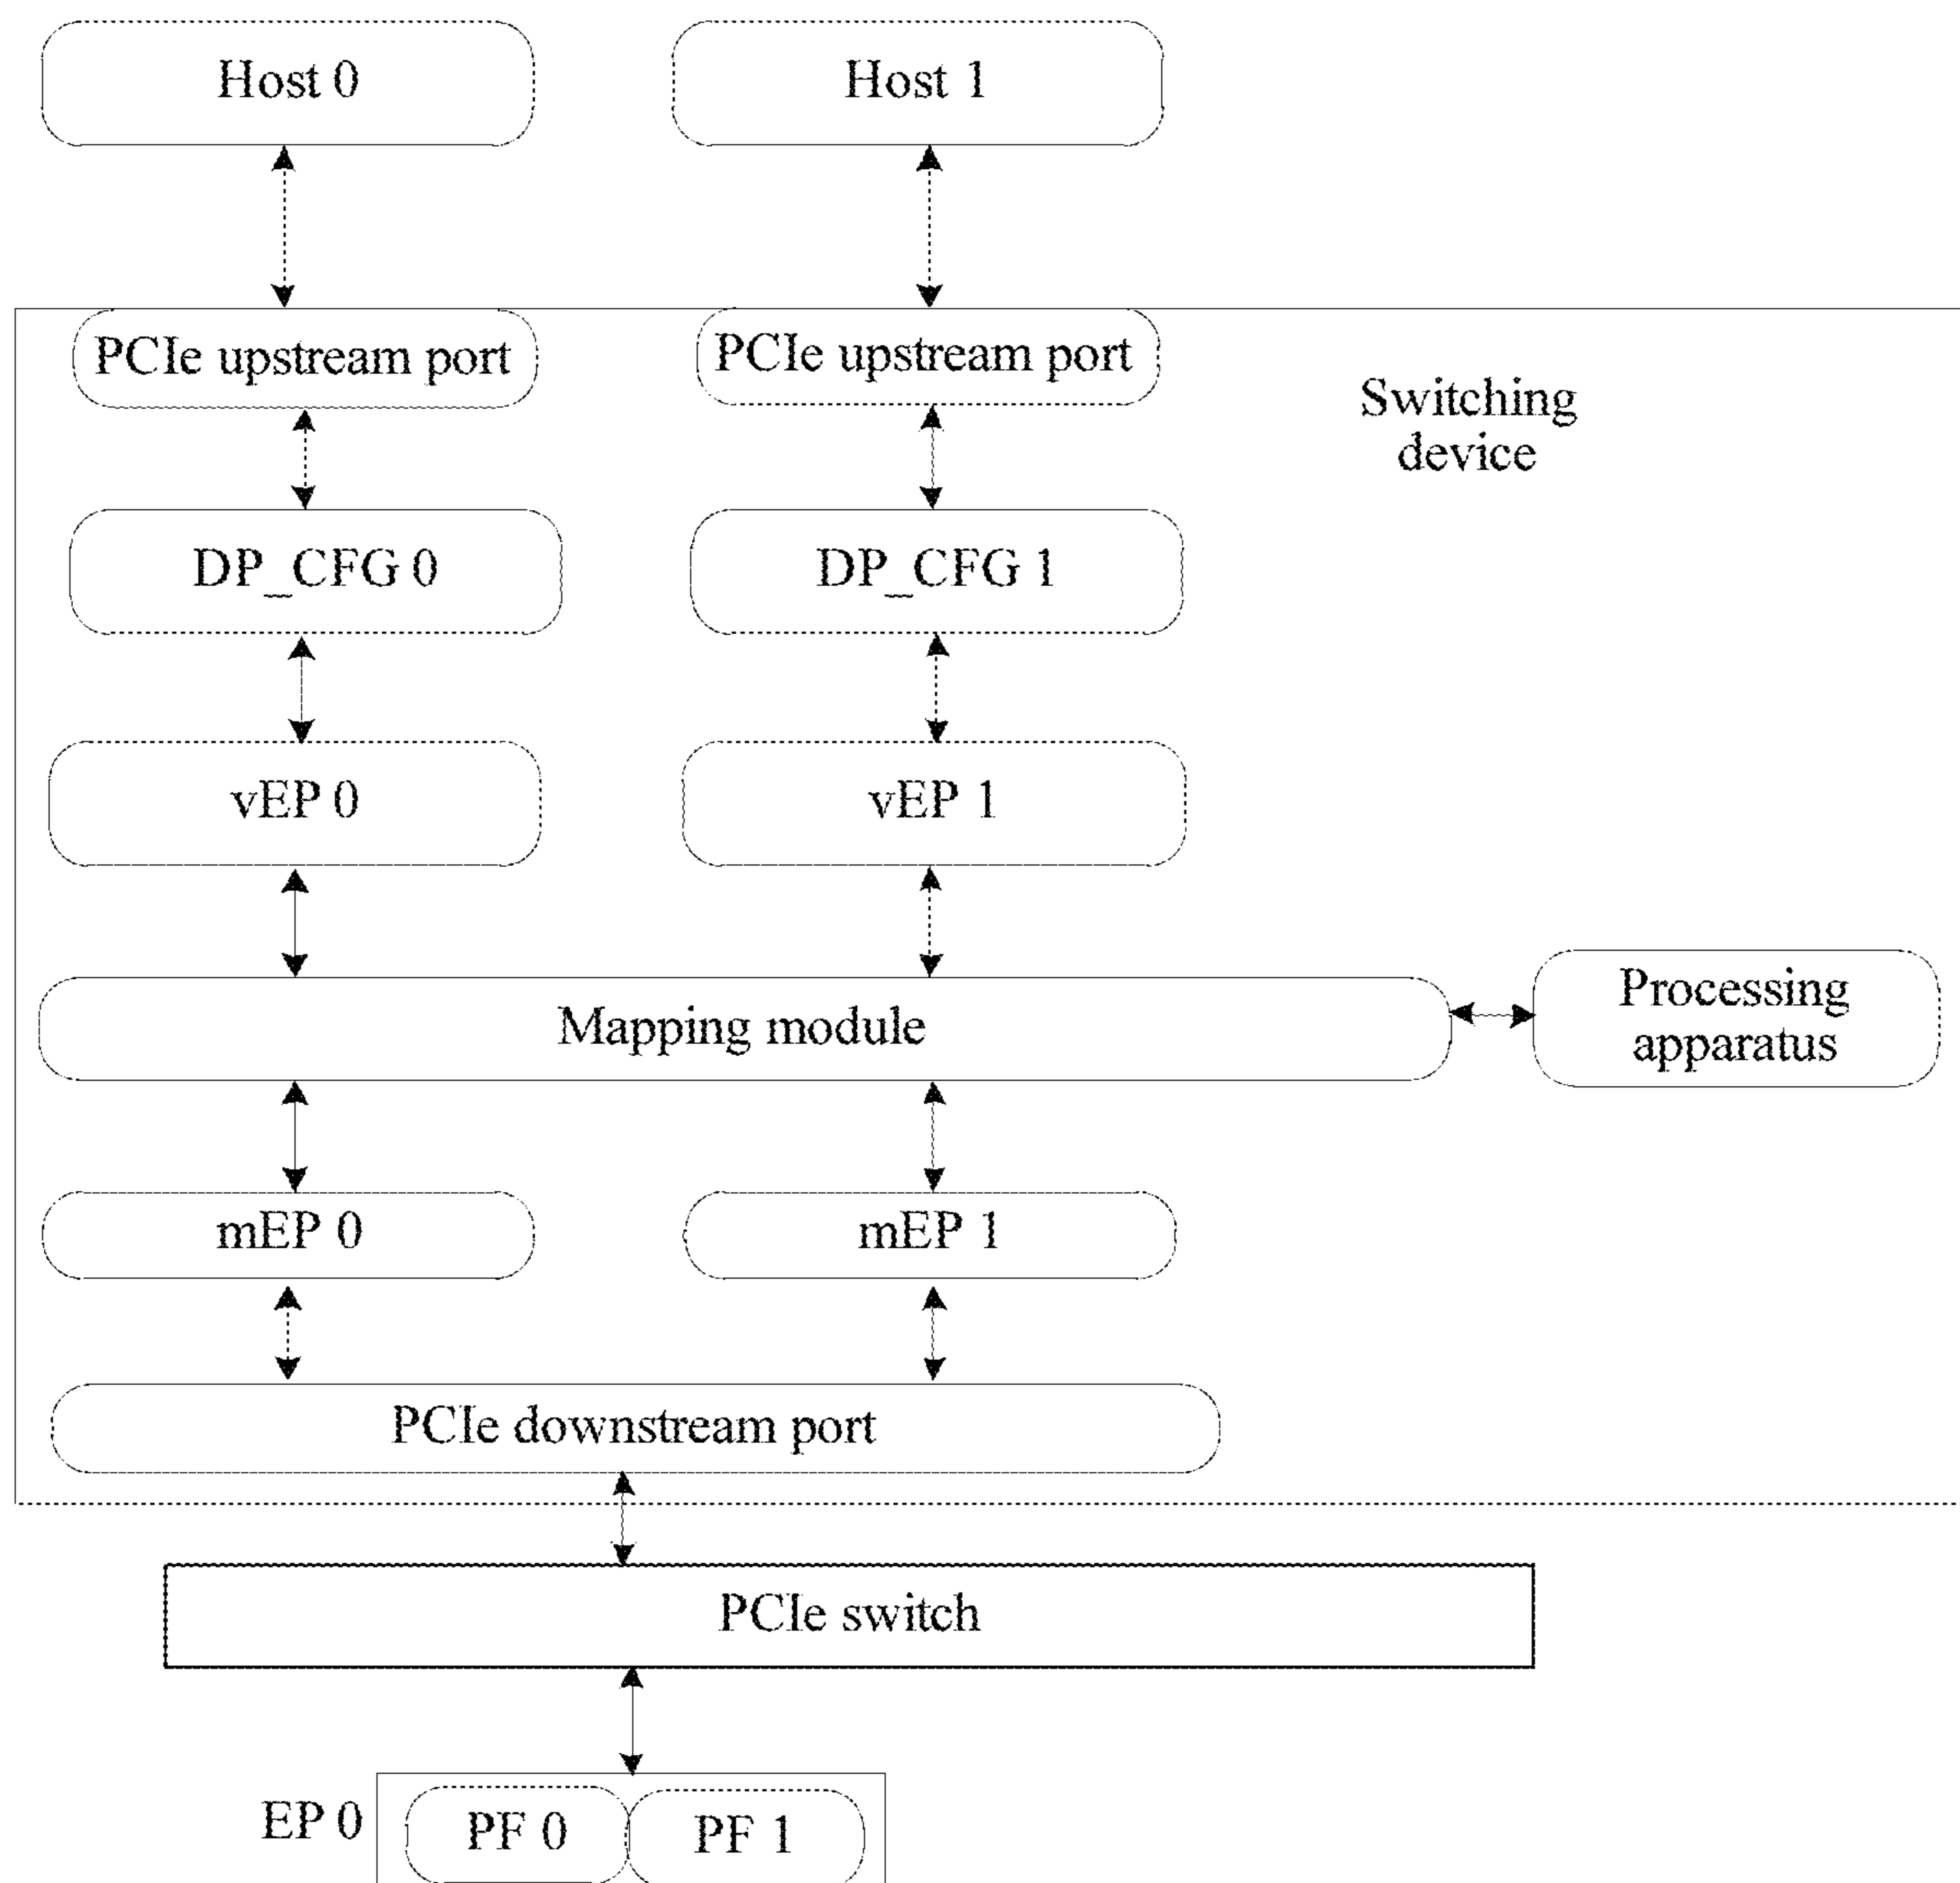 Host 0
Host 1
PCIe upstream port
PCIe upstream port
Switching
device
DP_CFG 0
DP_CFG 1
vEP 0
vEP 1
Mapping module
Processing
apparatus
mEP 0
mEP 1
PCIe downstream port
PCIe switch
EP 0
PF 0
PF 1